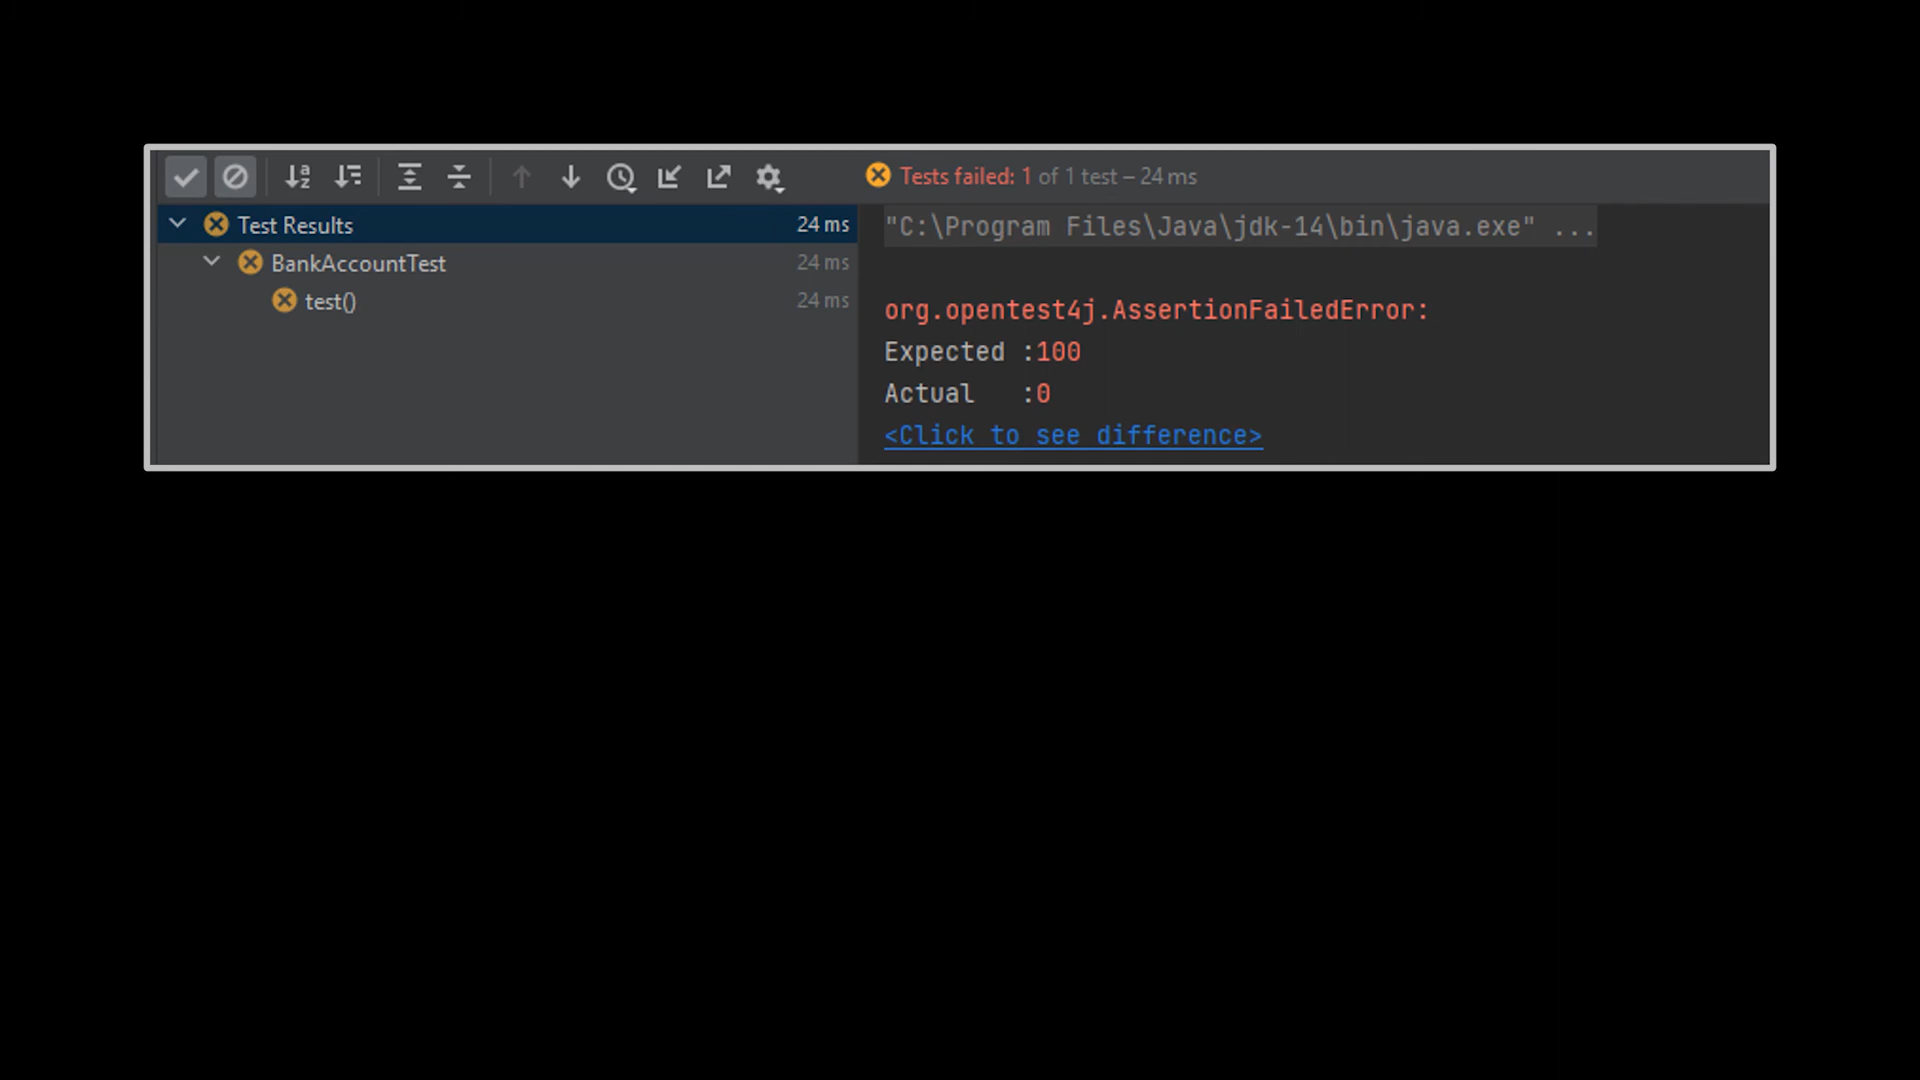 Tests failed: 1 of 1 test – 24 ms
Test Results 24 ms
BankAccountTest 24 ms
test() 24 ms
"C:\Program Files\Java\jdk-14\bin\java.exe" ...
org.opentest4j.AssertionFailedError:
Expected :100
Actual :0
<Click to see difference>